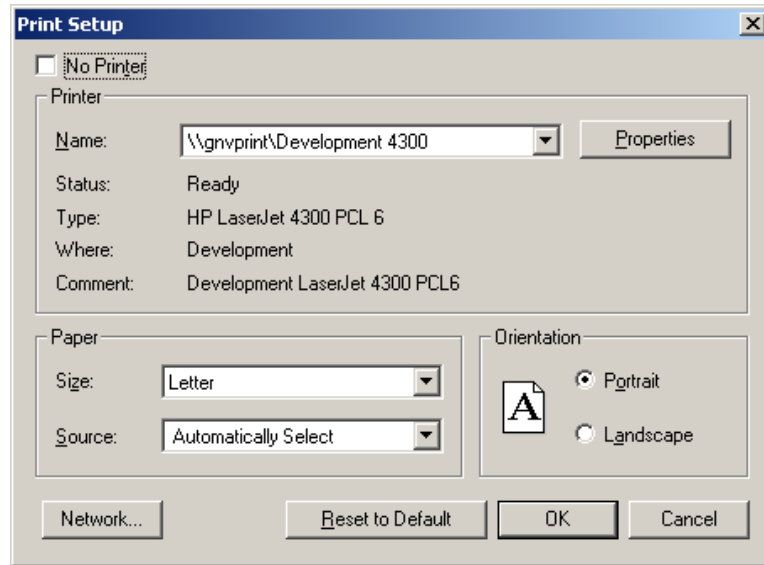 Print Setup
No Printer
Printer
Name: \\gnvprint\Development 4300 Properties
Status: Ready
Type: HP LaserJet 4300 PCL 6
Where: Development
Comment: Development LaserJet 4300 PCL6
Paper
Size: Letter
Source: Automatically Select
Orientation
A
Portrait
Landscape
Network... Reset to Default OK Cancel